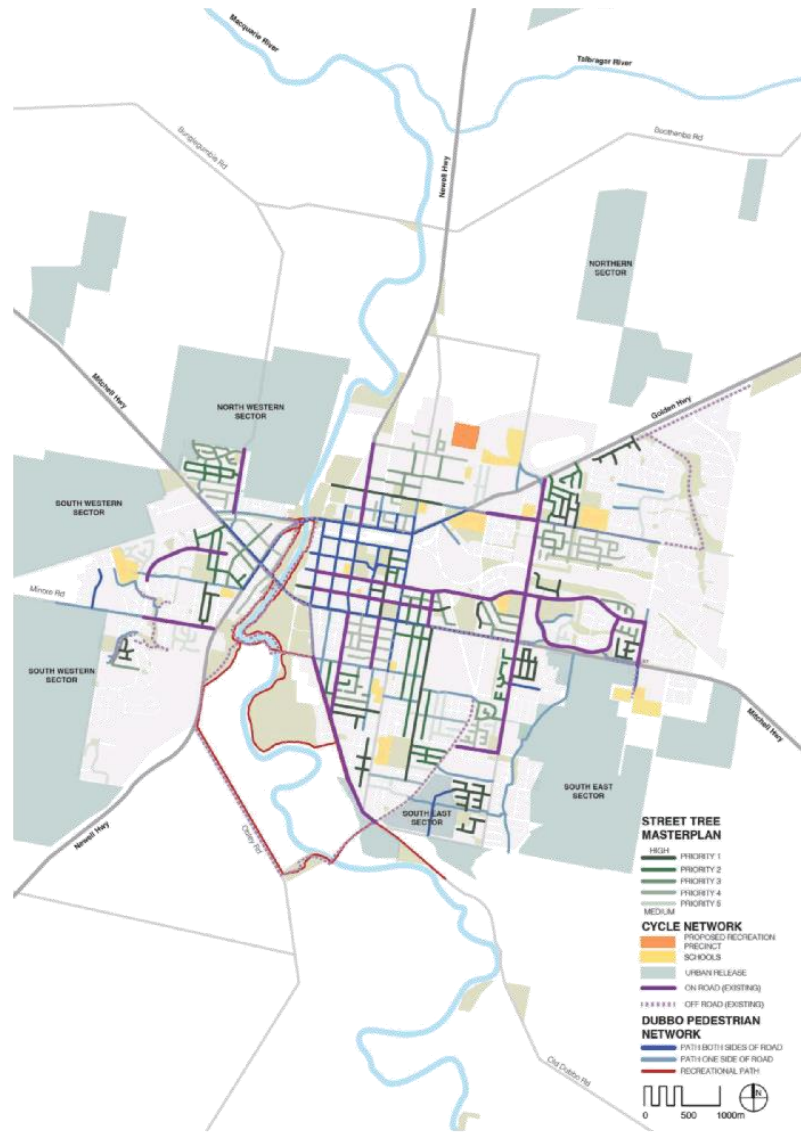 Macquarie River
Talbragar River
Bunglegumbie Rd
Boothenba Rd
Newell Hwy
NORTHERN
SECTOR
Mitchell Hwy
NORTH WESTERN
SECTOR
Golden Hwy
SOUTH WESTERN
SECTOR
Minore Rd
SOUTH WESTERN
SECTOR
Mitchell Hwy
SOUTH EAST
SECTOR
SOUTH EAST
SECTOR
Newell Hwy
Obley Rd
Old Dubbo Rd
STREET TREE
MASTERPLAN
HIGH
PRIORITY 1
PRIORITY 2
PRIORITY 3
PRIORITY 4
PRIORITY 5
MEDIUM
CYCLE NETWORK
PROPOSED RECREATION
PRECINCT
SCHOOLS
URBAN RELEASE
ON ROAD (EXISTING)
OFF ROAD (EXISTING)
DUBBO PEDESTRIAN
NETWORK
PATH BOTH SIDES OF ROAD
PATH ONE SIDE OF ROAD
RECREATIONAL PATH
N
0 500 1000m